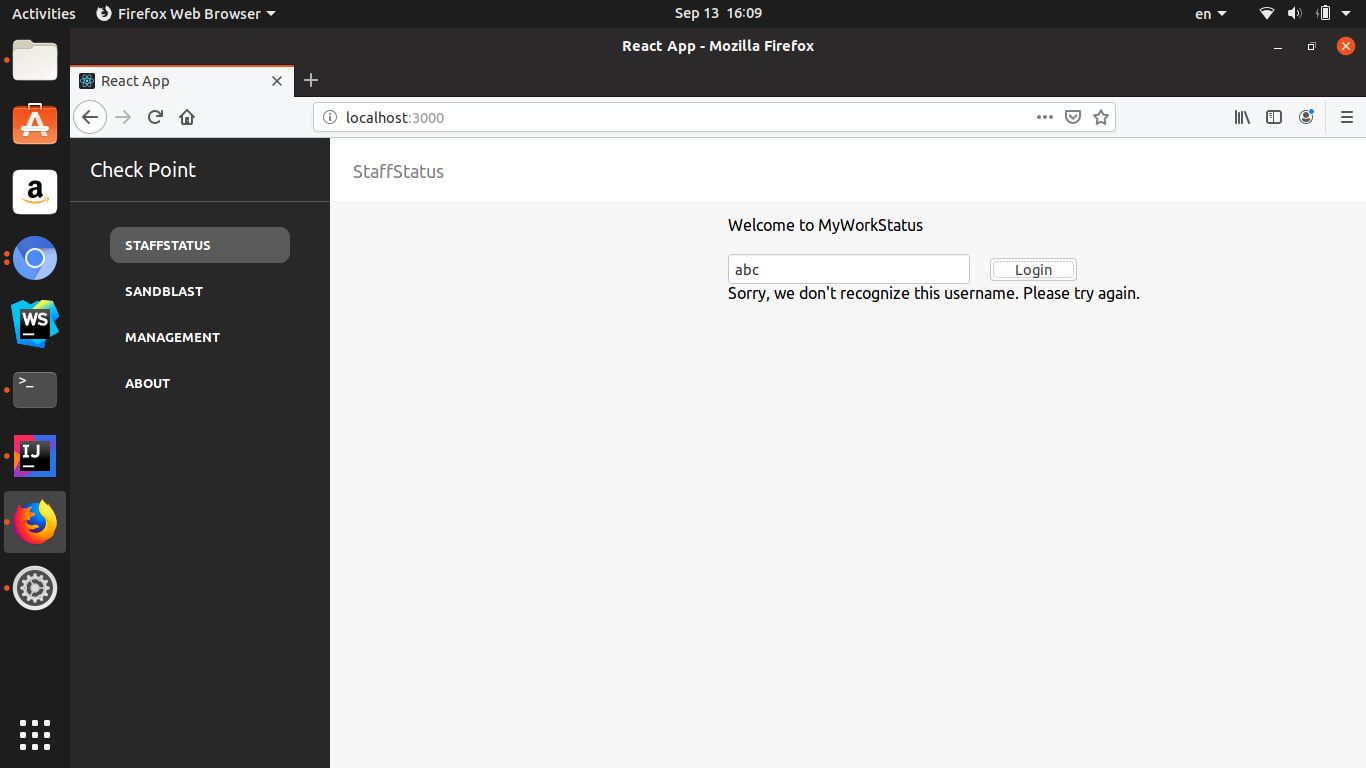 Activities Firefox Web Browser Sep 13 16:09 en
React App - Mozilla Firefox
React App
localhost:3000
Check Point
StaffStatus
STAFFSTATUS
SANDBLAST
MANAGEMENT
ABOUT
Welcome to MyWorkStatus
abc Login
Sorry, we don't recognize this username. Please try again.
a
WS
>_
IJ